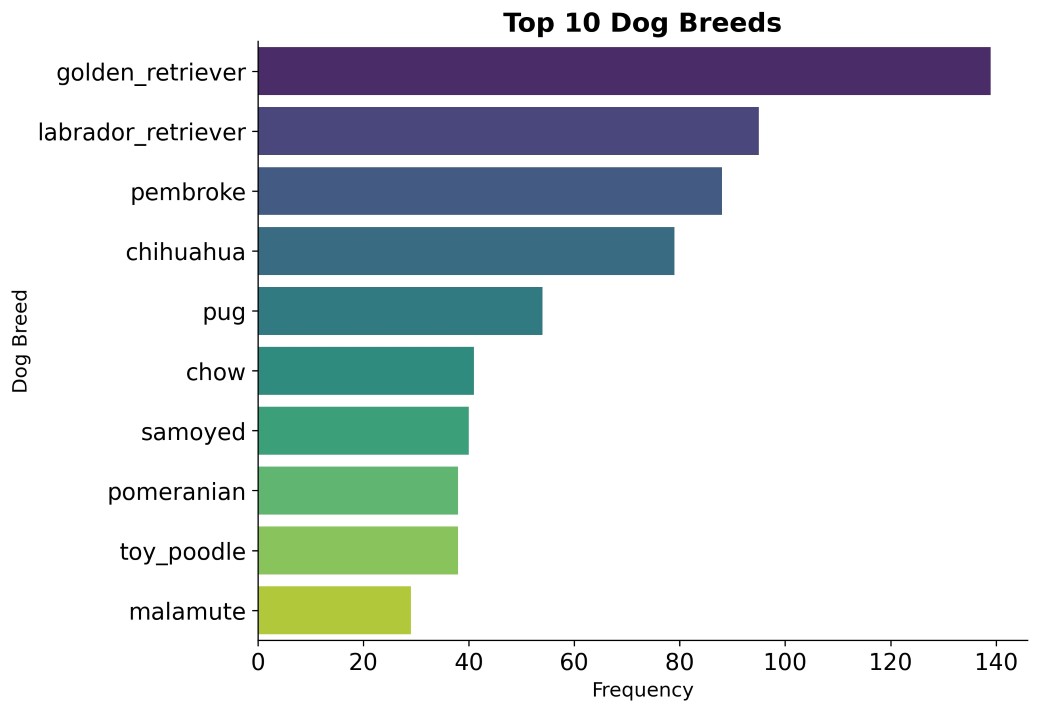 Top 10 Dog Breeds
Dog Breed
golden_retriever
labrador_retriever
pembroke
chihuahua
pug
chow
samoyed
pomeranian
toy_poodle
malamute
0 20 40 60 80 100 120 140
Frequency